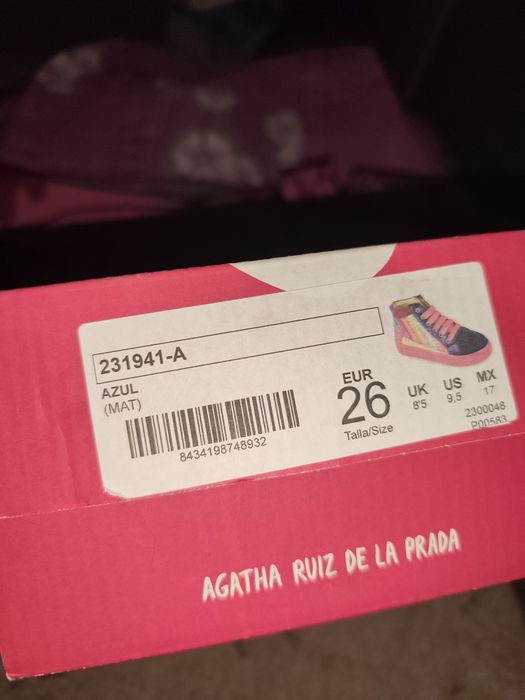 231941-A
AZUL
(MAT)
8434198748932
EUR
26
Talla/Size
UK
8'5
US
9,5
MX
17
2300048
P00583
AGATHA RUIZ DE LA PRADA